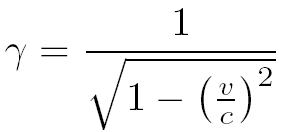 γ = 1 / √(1 − (v/c)²)